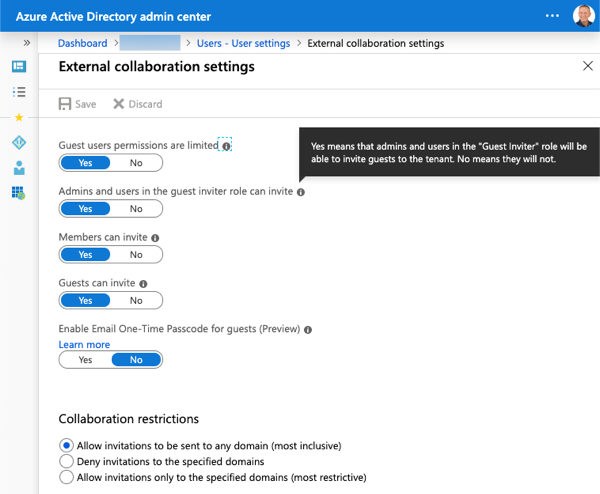 Azure Active Directory admin center
Dashboard
Users - User settings
External collaboration settings
External collaboration settings
Save
Discard
Guest users permissions are limited
Yes No
Yes means that admins and users in the "Guest Inviter" role will be
able to invite guests to the tenant. No means they will not.
Admins and users in the guest inviter role can invite
Yes No
Members can invite
Yes No
Guests can invite
Yes No
Enable Email One-Time Passcode for guests (Preview)
Learn more
Yes No
Collaboration restrictions
Allow invitations to be sent to any domain (most inclusive)
Deny invitations to the specified domains
Allow invitations only to the specified domains (most restrictive)